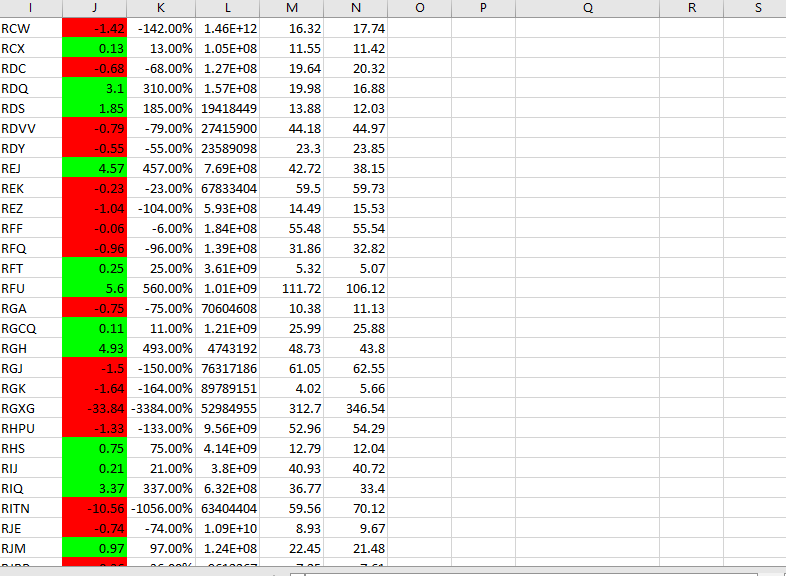 I J K L M N O P Q R S
RCW -1.42 -142.00% 1.46E+12 16.32 17.74
RCX 0.13 13.00% 1.05E+08 11.55 11.42
RDC -0.68 -68.00% 1.27E+08 19.64 20.32
RDQ 3.1 310.00% 1.57E+08 19.98 16.88
RDS 1.85 185.00% 19418449 13.88 12.03
RDVV -0.79 -79.00% 27415900 44.18 44.97
RDY -0.55 -55.00% 23589098 23.3 23.85
REJ 4.57 457.00% 7.69E+08 42.72 38.15
REK -0.23 -23.00% 67833404 59.5 59.73
REZ -1.04 -104.00% 5.93E+08 14.49 15.53
RFF -0.06 -6.00% 1.84E+08 55.48 55.54
RFQ -0.96 -96.00% 1.39E+08 31.86 32.82
RFT 0.25 25.00% 3.61E+09 5.32 5.07
RFU 5.6 560.00% 1.01E+09 111.72 106.12
RGA -0.75 -75.00% 70604608 10.38 11.13
RGCQ 0.11 11.00% 1.21E+09 25.99 25.88
RGH 4.93 493.00% 4743192 48.73 43.8
RGJ -1.5 -150.00% 76317186 61.05 62.55
RGK -1.64 -164.00% 89789151 4.02 5.66
RGXG -33.84 -3384.00% 52984955 312.7 346.54
RHPU -1.33 -133.00% 9.56E+09 52.96 54.29
RHS 0.75 75.00% 4.14E+09 12.79 12.04
RIJ 0.21 21.00% 3.8E+09 40.93 40.72
RIQ 3.37 337.00% 6.32E+08 36.77 33.4
RITN -10.56 -1056.00% 63404404 59.56 70.12
RJE -0.74 -74.00% 1.09E+10 8.93 9.67
RJM 0.97 97.00% 1.24E+08 22.45 21.48